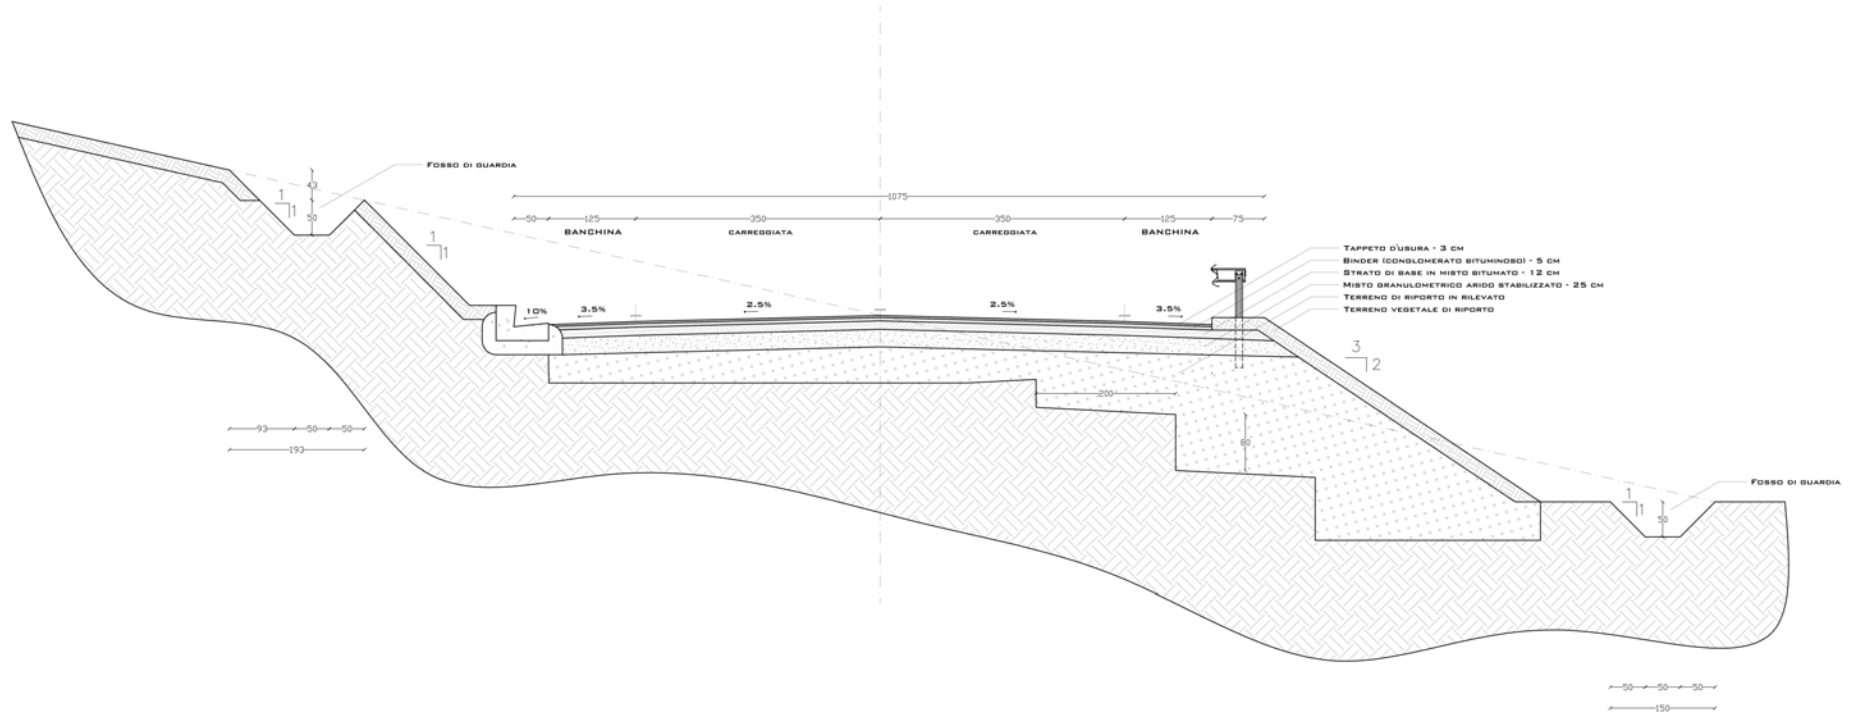 FOSSO DI GUARDIA
43
50
1
1
1
1
1075
50 125 350 350 125 75
BANCHINA CARREGGIATA CARREGGIATA BANCHINA
TAPPETO D'USURA - 3 CM
BINDER (CONGLOMERATO BITUMINOSO) - 5 CM
STRATO DI BASE IN MISTO BITUMATO - 12 CM
MISTO GRANULOMETRICO ARIDO STABILIZZATO - 25 CM
TERRENO DI RIPORTO IN RILEVATO
TERRENO VEGETALE DI RIPORTO
10% 3.5% 2.5% 2.5% 3.5%
3
2
200
80
93 50 50
193
FOSSO DI GUARDIA
1
1
50
50 50 50
150